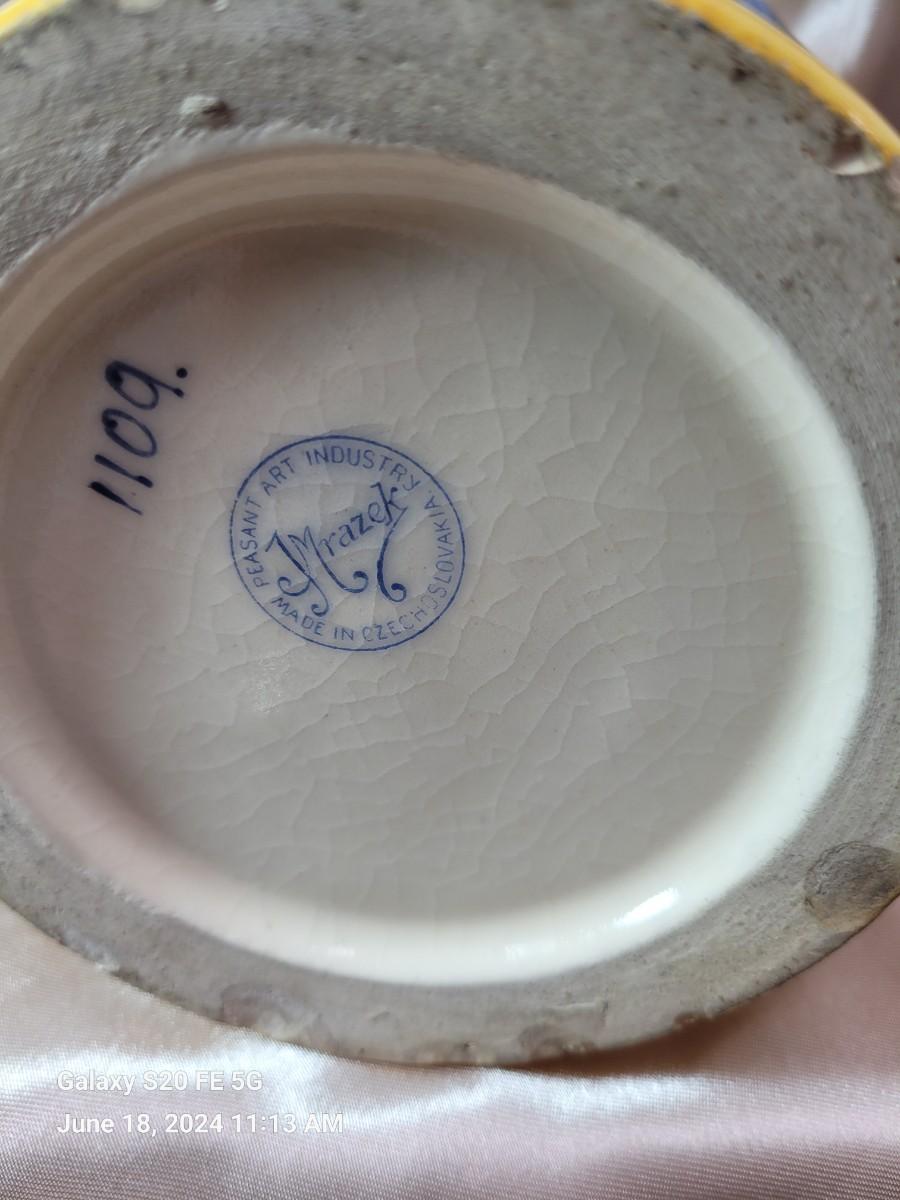 1109.
PEASANT ART INDUSTRY
Mrazek
MADE IN CZECHOSLOVAKIA.
Galaxy S20 FE 5G
June 18, 2024 11:13 AM